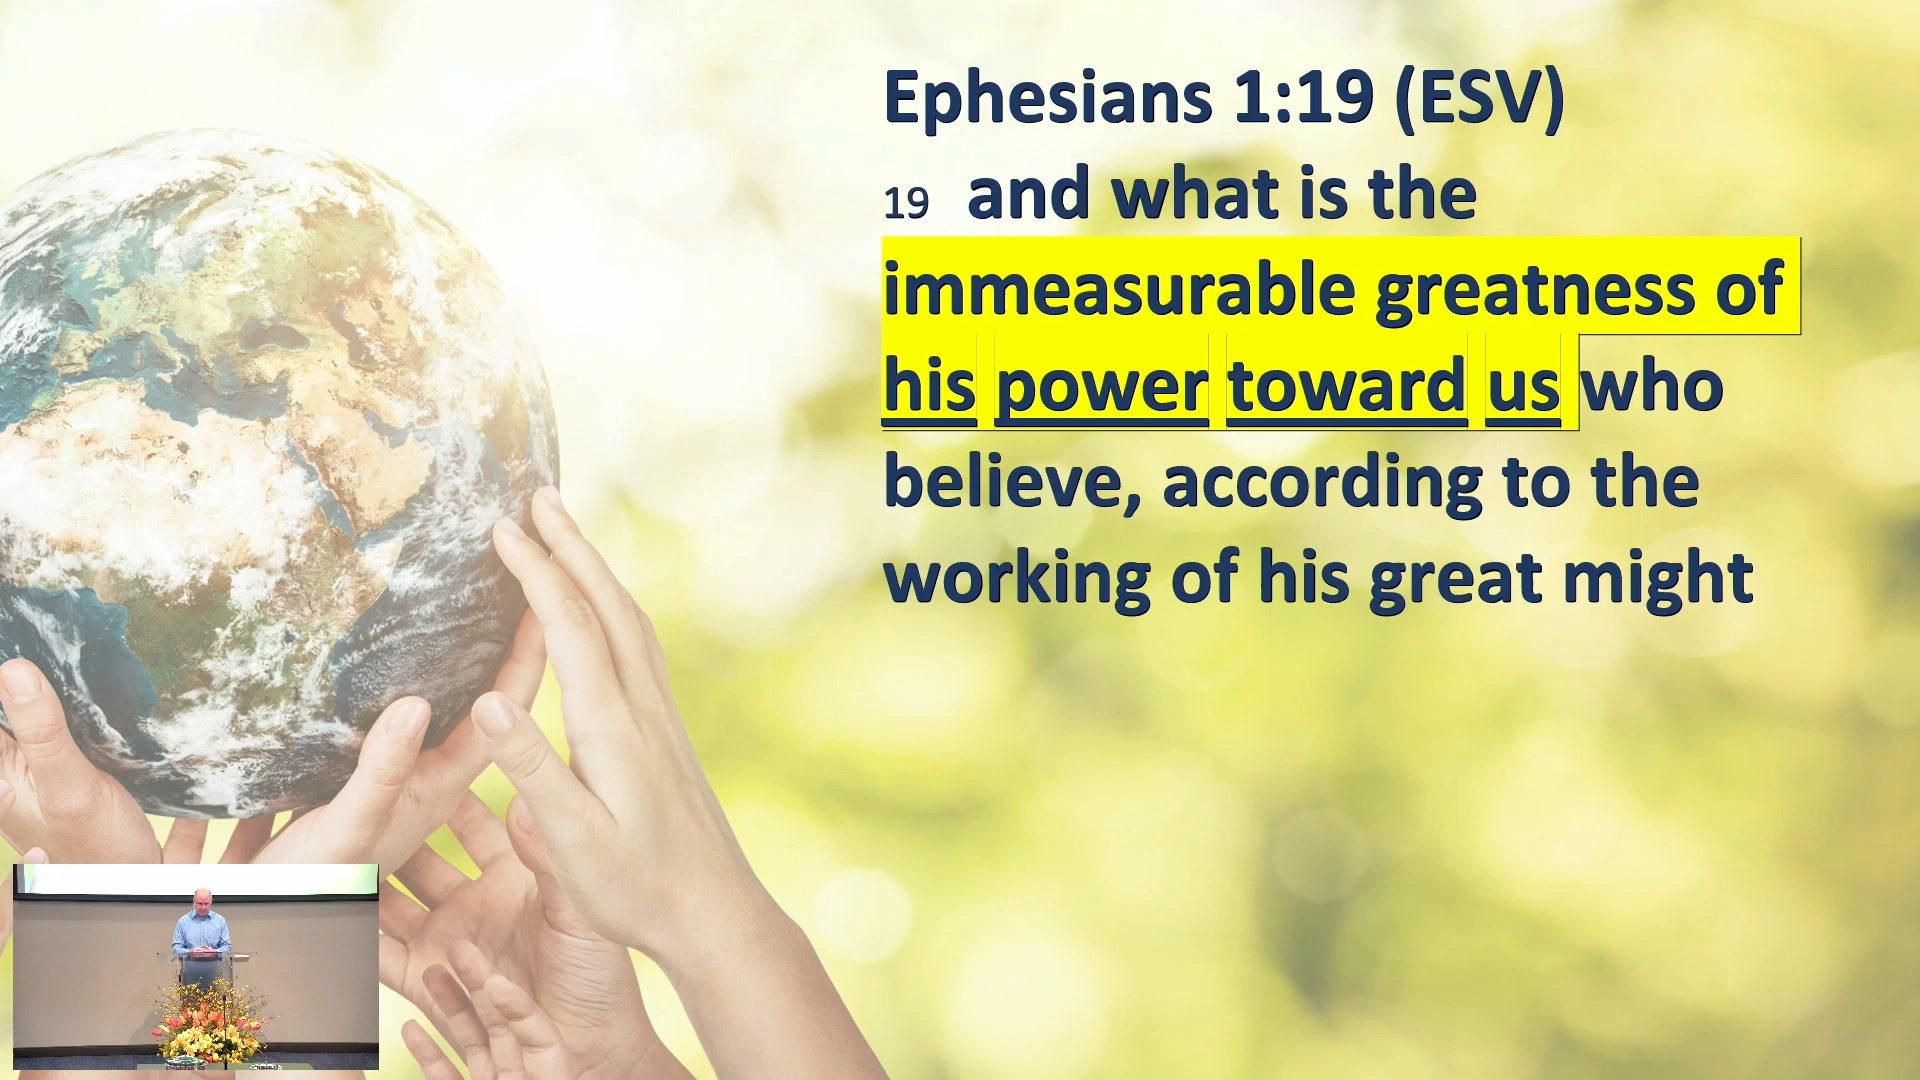 Ephesians 1:19 (ESV)
19 and what is the
immeasurable greatness of
his power toward us who
believe, according to the
working of his great might